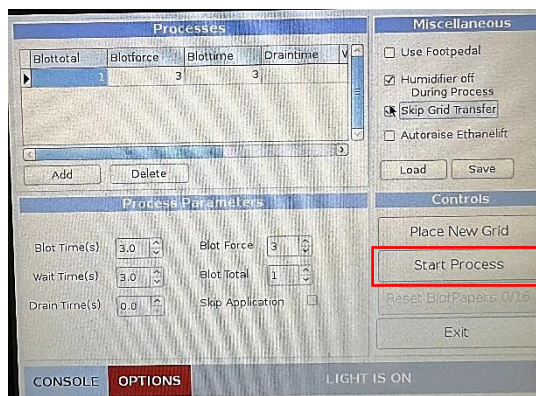 Processes
Blottotal Blotforce Blottime Draintime
1 3 3
Add Delete
Process Parameters
Blot Time(s) 3.0 Blot Force 3
Wait Time(s) 3.0 Blot Total 1
Drain Time(s) 0.0 Skip Application
Miscellaneous
Use Footpedal
Humidifier off
During Process
Skip Grid Transfer
Autoraise Ethanelift
Load Save
Controls
Place New Grid
Start Process
Reset BlotPapers 0/16
Exit
CONSOLE OPTIONS LIGHT IS ON